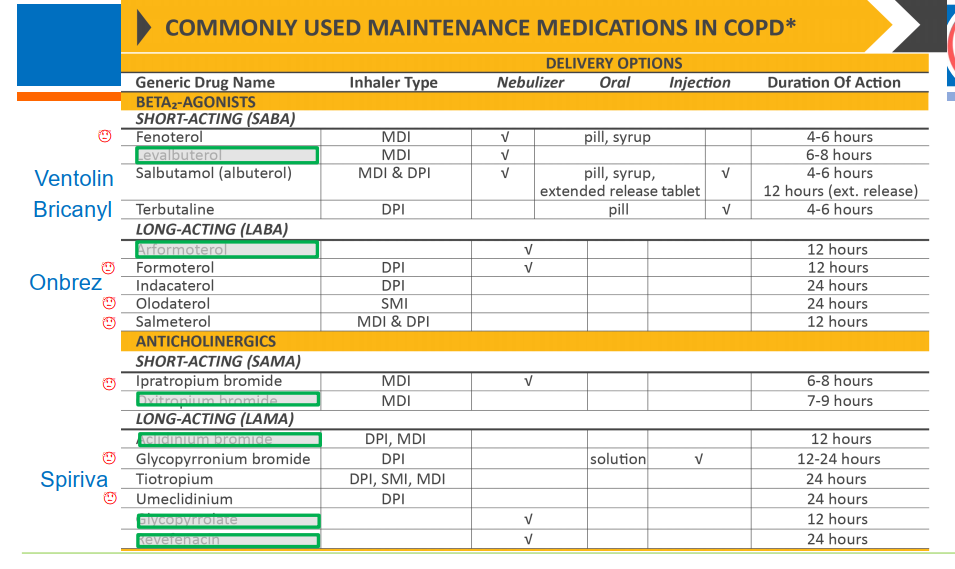 COMMONLY USED MAINTENANCE MEDICATIONS IN COPD*
DELIVERY OPTIONS
Generic Drug Name Inhaler Type Nebulizer Oral Injection Duration Of Action
BETA₂-AGONISTS
SHORT-ACTING (SABA)
Fenoterol MDI √ pill, syrup 4-6 hours
Levalbuterol MDI √ 6-8 hours
Ventolin
Salbutamol (albuterol) MDI & DPI √ pill, syrup, √ 4-6 hours
extended release tablet 12 hours (ext. release)
Bricanyl
Terbutaline DPI pill √ 4-6 hours
LONG-ACTING (LABA)
Arformoterol √ 12 hours
Formoterol DPI √ 12 hours
Onbrez
Indacaterol DPI 24 hours
Olodaterol SMI 24 hours
Salmeterol MDI & DPI 12 hours
ANTICHOLINERGICS
SHORT-ACTING (SAMA)
Ipratropium bromide MDI √ 6-8 hours
Oxitropium bromide MDI 7-9 hours
LONG-ACTING (LAMA)
Aclidinium bromide DPI, MDI 12 hours
Glycopyrronium bromide DPI solution √ 12-24 hours
Spiriva
Tiotropium DPI, SMI, MDI 24 hours
Umeclidinium DPI 24 hours
Glycopyrrolate √ 12 hours
Revefenacin √ 24 hours